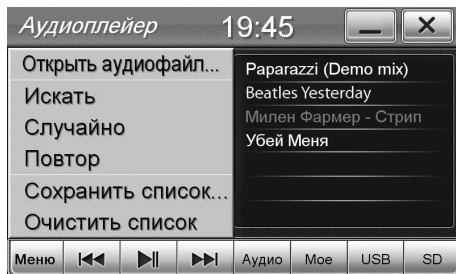 Аудиоплейер 19:45
Открыть аудиофайл...
Искать
Случайно
Повтор
Сохранить список...
Очистить список
Paparazzi (Demo mix)
Beatles Yesterday
Милен Фармер - Стрип
Убей Меня
Меню Аудио Мое USB SD